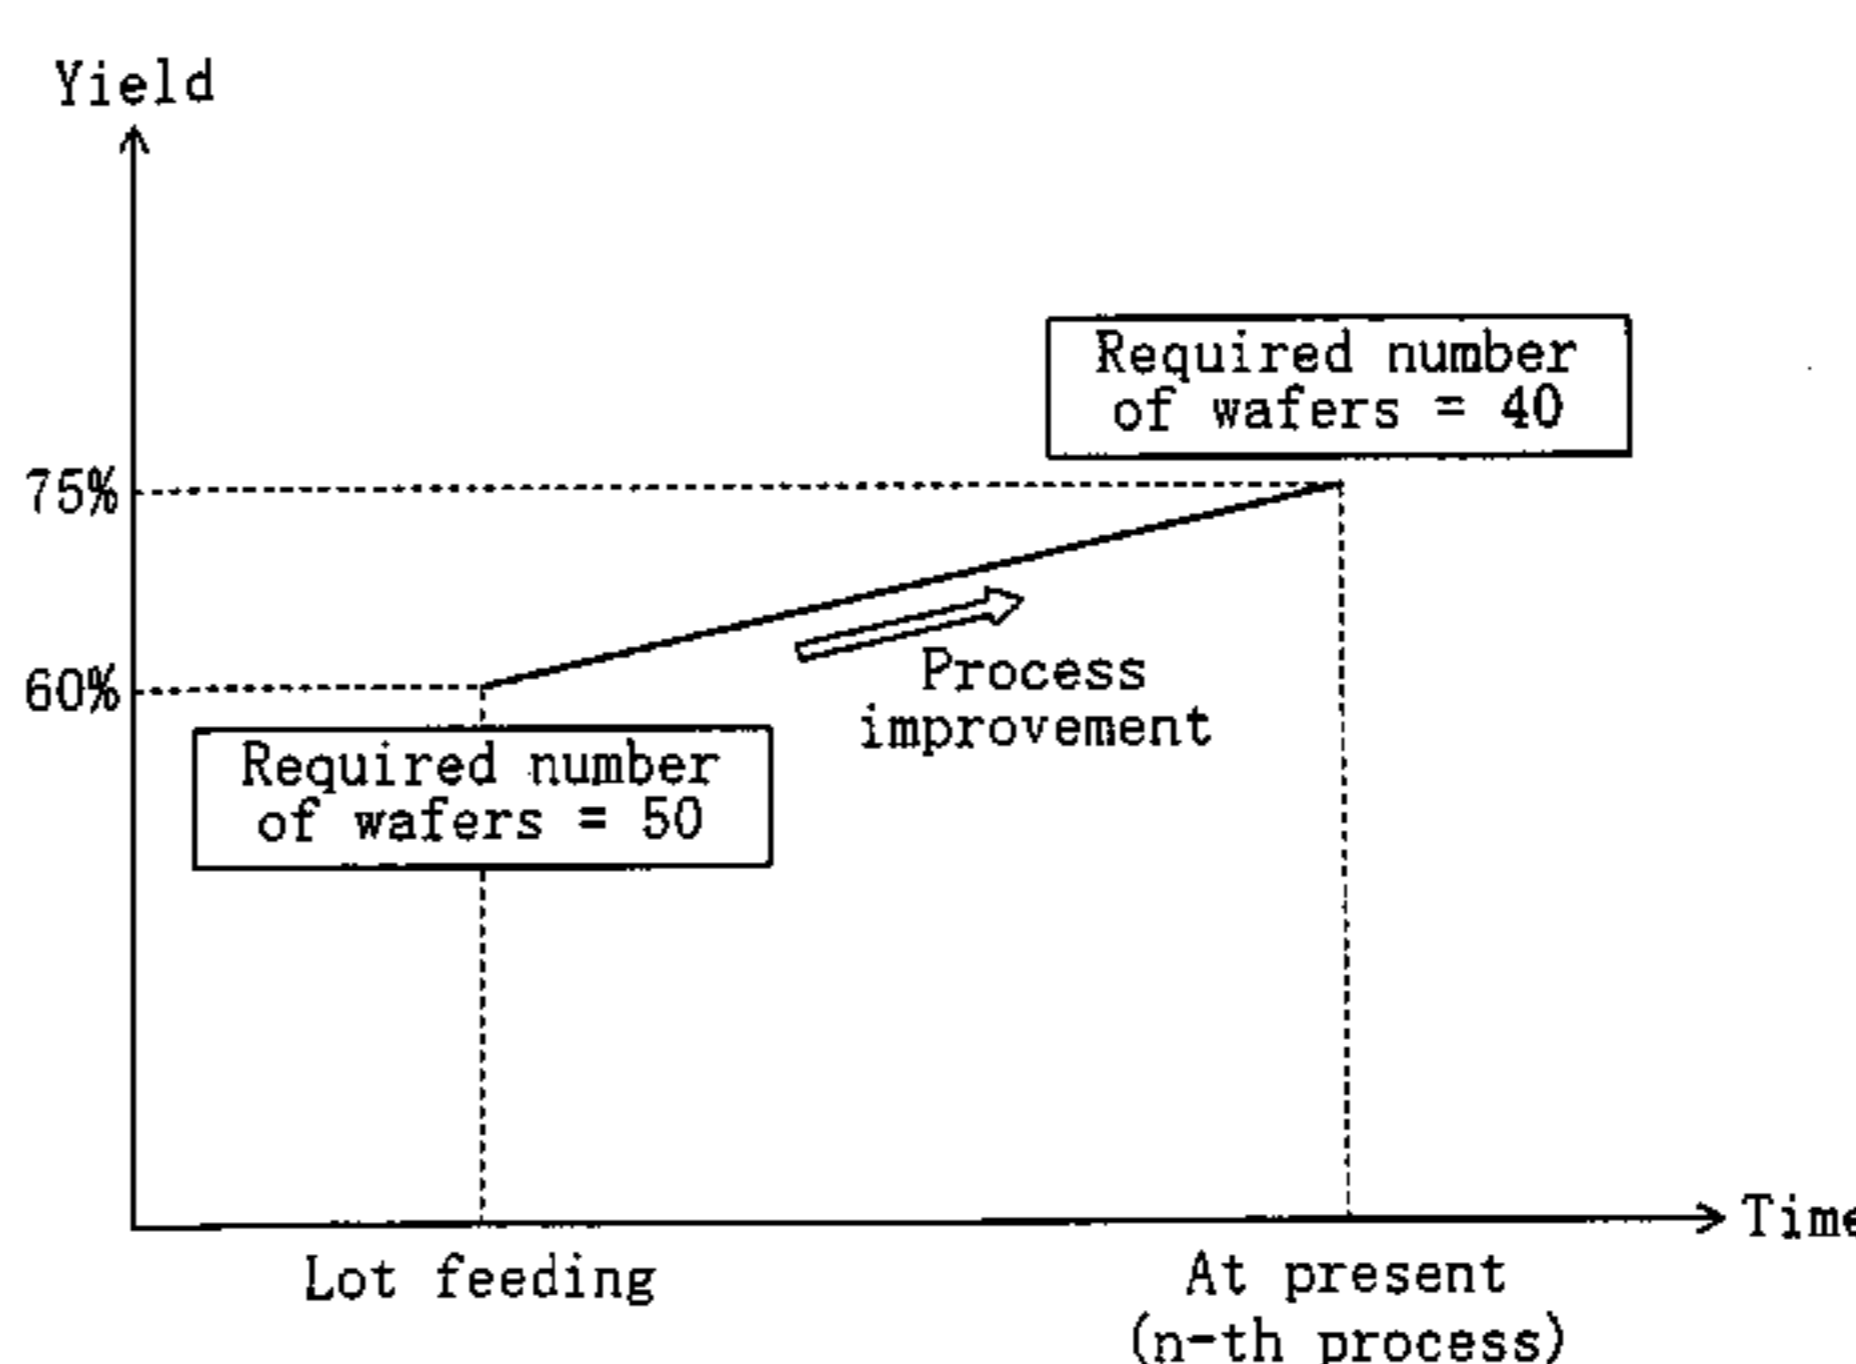 Yield
Required number
of wafers = 40
75%
60%
Process
improvement
Required number
of wafers = 50
Time
Lot feeding
At present
(n-th process)